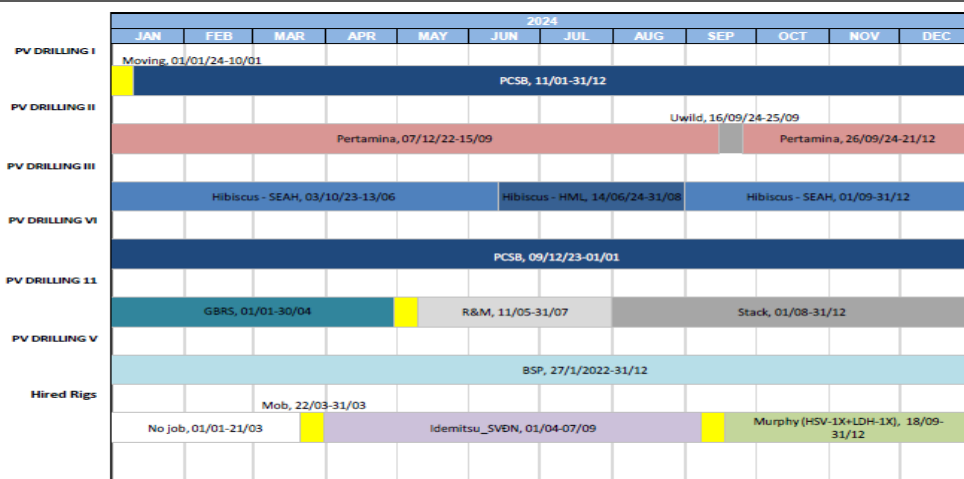 2024
JAN FEB MAR APR MAY JUN JUL AUG SEP OCT NOV DEC
PV DRILLING I
Moving, 01/01/24-10/01
PCSB, 11/01-31/12
PV DRILLING II
Uwild, 16/09/24-25/09
Pertamina, 07/12/22-15/09 Pertamina, 26/09/24-21/12
PV DRILLING III
Hibiscus - SEAH, 03/10/23-13/06 Hibiscus - HML, 14/06/24-31/08 Hibiscus - SEAH, 01/09-31/12
PV DRILLING VI
PCSB, 09/12/23-01/01
PV DRILLING 11
GBRS, 01/01-30/04 R&M, 11/05-31/07 Stack, 01/08-31/12
PV DRILLING V
BSP, 27/1/2022-31/12
Hired Rigs
Mob, 22/03-31/03
No job, 01/01-21/03 Idemitsu_SVĐN, 01/04-07/09 Murphy (HSV-1X+LDH-1X), 18/09-
31/12